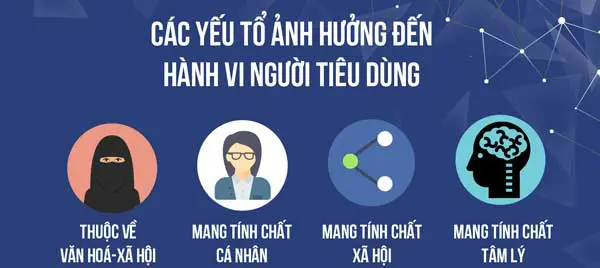 CÁC YẾU TỔ ẢNH HƯỞNG ĐẾN
HÀNH VI NGƯỜI TIÊU DÙNG
THUỘC VỀ
VĂN HOÁ-XÃ HỘI
MANG TÍNH CHẤT
CÁ NHÂN
MANG TÍNH CHẤT
XÃ HỘI
MANG TÍNH CHẤT
TÂM LÝ